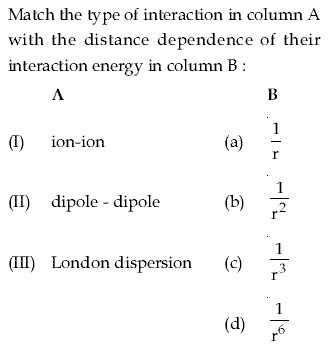 Match the type of interaction in column A
with the distance dependence of their
interaction energy in column B :
A B
(I) ion-ion (a) 1/r
(II) dipole - dipole (b) 1/r²
(III) London dispersion (c) 1/r³
(d) 1/r⁶